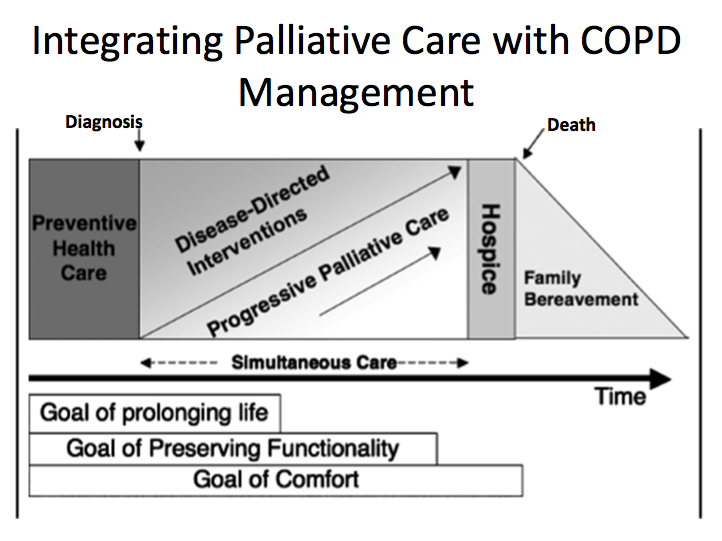 Integrating Palliative Care with COPD
Management
Diagnosis
Death
Preventive
Health
Care
Disease-Directed
Interventions
Progressive Palliative Care
Hospice
Family
Bereavement
Simultaneous Care
Time
Goal of prolonging life
Goal of Preserving Functionality
Goal of Comfort